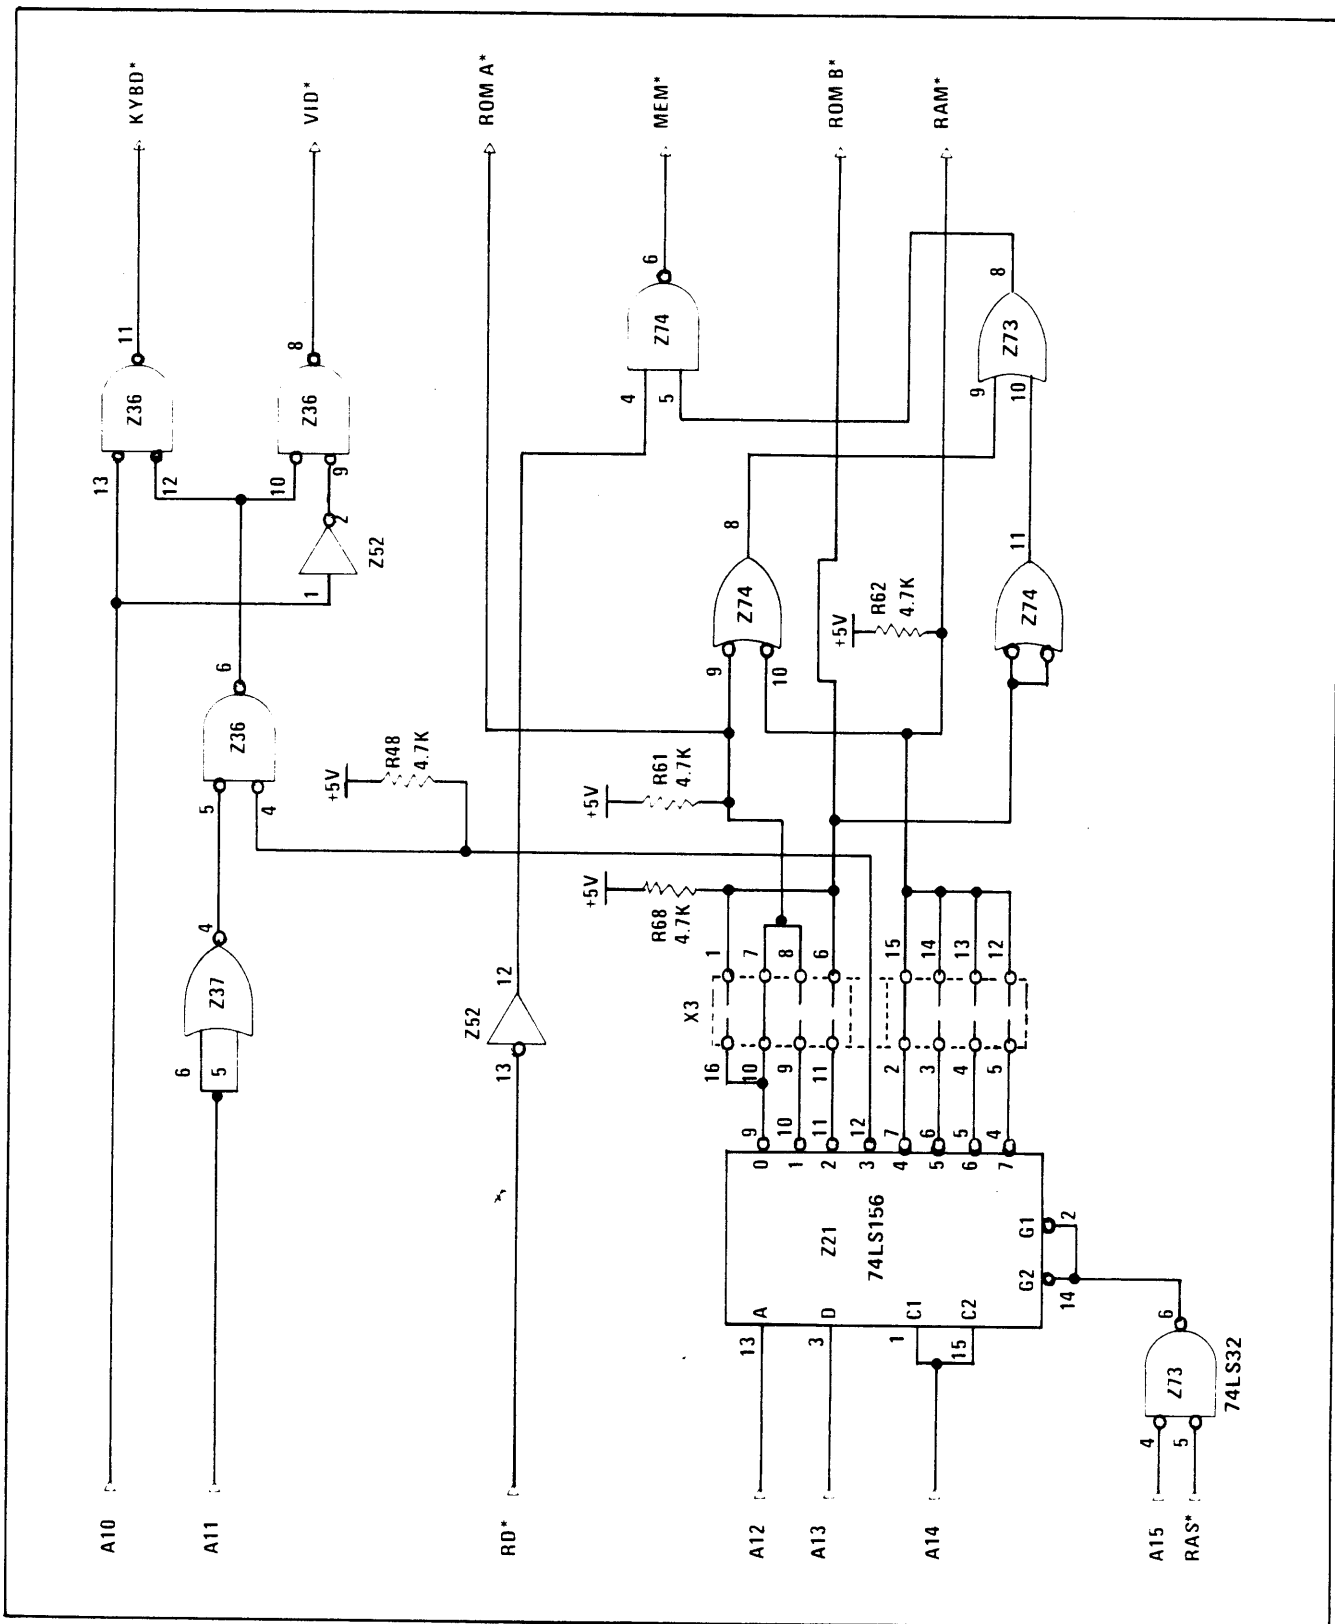 A10
13
11
KYBD*
Z36
12
A11
6
5
Z37
4
5
Z36
6
4
10
Z36
8
VID*
9
1
2
Z52
+5V
R48
4.7K
RD*
13
Z52
12
ROM A*
+5V
R61
4.7K
+5V
R68
4.7K
4
Z74
6
MEM*
5
X3
A12
13
A
0
9
16
1
10
7
1
10
9
8
A13
3
D
Z21
2
11
11
6
3
12
74LS156
A14
1
C1
4
7
2
15
15
C2
5
6
3
14
6
5
4
13
7
4
5
12
G2
G1
14
2
9
Z74
8
10
ROM B*
+5V
R62
4.7K
RAM*
9
Z73
8
10
Z74
11
A15
4
Z73
6
RAS*
5
74LS32